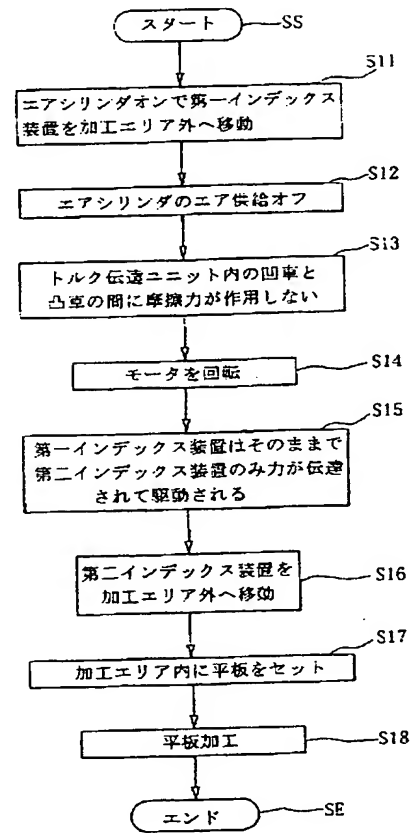 スタート
SS
S11
エアシリンダオンで第一インデックス
装置を加工エリア外へ移動
S12
エアシリンダのエア供給オフ
S13
トルク伝達ユニット内の凹車と
凸車の間に摩擦力が作用しない
S14
モータを回転
S15
第一インデックス装置はそのままで
第二インデックス装置のみ力が伝達
されて駆動される
第二インデックス装置を
加工エリア外へ移動
S16
S17
加工エリア内に平板をセット
S18
平板加工
エンド
SE